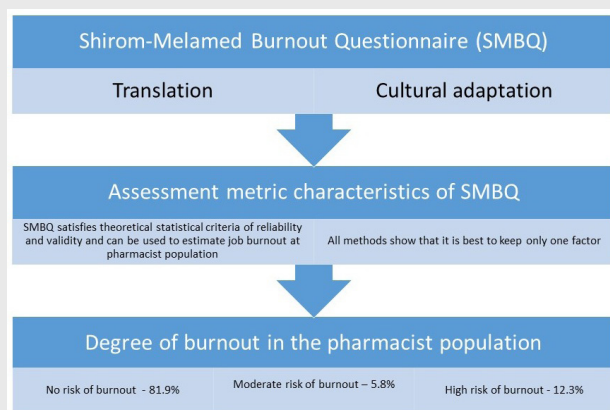 Shirom-Melamed Burnout Questionnaire (SMBQ)
Translation
Cultural adaptation
Assessment metric characteristics of SMBQ
SMBQ satisfies theoretical statistical criteria of reliability
and validity and can be used to estimate job burnout at
pharmacist population
All methods show that it is best to keep only one factor
Degree of burnout in the pharmacist population
No risk of burnout - 81.9%
Moderate risk of burnout – 5.8%
High risk of burnout - 12.3%